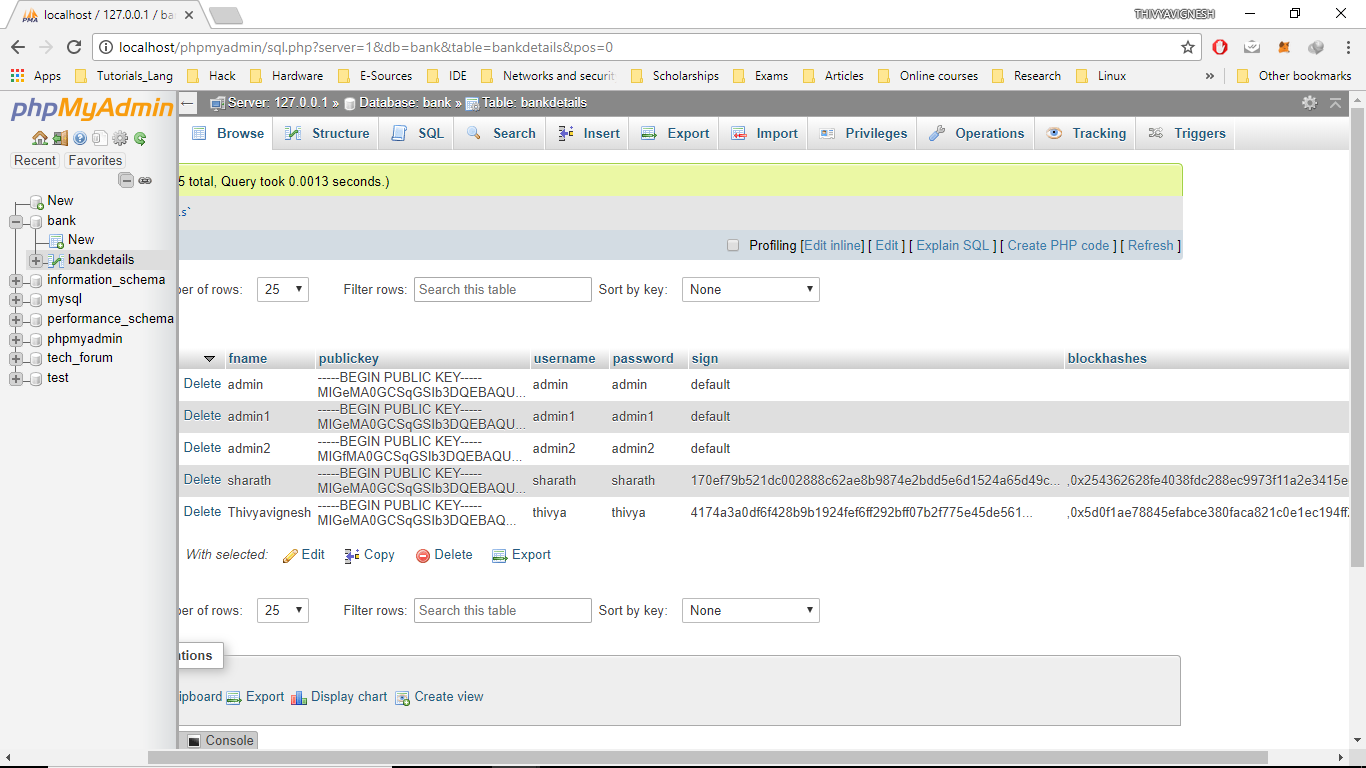 localhost / 127.0.0.1 / ba
THIVYAVIGNESH
localhost/phpmyadmin/sql.php?server=1&db=bank&table=bankdetails&pos=0
Apps Tutorials_Lang Hack Hardware E-Sources IDE Networks and securit Scholarships Exams Articles Online courses Research Linux » Other bookmarks
phpMyAdmin
Server: 127.0.0.1 » Database: bank » Table: bankdetails
Browse Structure SQL Search Insert Export Import Privileges Operations Tracking Triggers
Recent Favorites
New
bank
New
bankdetails
information_schema
mysql
performance_schema
phpmyadmin
tech_forum
test
5 total, Query took 0.0013 seconds.)
s`
Profiling [Edit inline] [ Edit ] [ Explain SQL ] [ Create PHP code ] [ Refresh ]
er of rows: 25 Filter rows: Search this table Sort by key: None
fname publickey username password sign blockhashes
Delete admin -----BEGIN PUBLIC KEY----- admin admin default
MIGeMA0GCSqGSIb3DQEBAQU...
Delete admin1 -----BEGIN PUBLIC KEY----- admin1 admin1 default
MIGeMA0GCSqGSIb3DQEBAQU...
Delete admin2 -----BEGIN PUBLIC KEY----- admin2 admin2 default
MIGfMA0GCSqGSIb3DQEBAQU...
Delete sharath -----BEGIN PUBLIC KEY----- sharath sharath 170ef79b521dc002888c62ae8b9874e2bdd5e6d1524a65d49c... ,0x254362628fe4038fdc288ec9973f11a2e3415e
MIGeMA0GCSqGSIb3DQEBAQU...
Delete Thivyavignesh -----BEGIN PUBLIC KEY----- thivya thivya 4174a3a0df6f428b9b1924fef6ff292bff07b2f775e45de561... ,0x5d0f1ae78845efabce380faca821c0e1ec194ff
MIGeMA0GCSqGSIb3DQEBAQ...
With selected: Edit Copy Delete Export
er of rows: 25 Filter rows: Search this table Sort by key: None
ations
ipboard Export Display chart Create view
Console